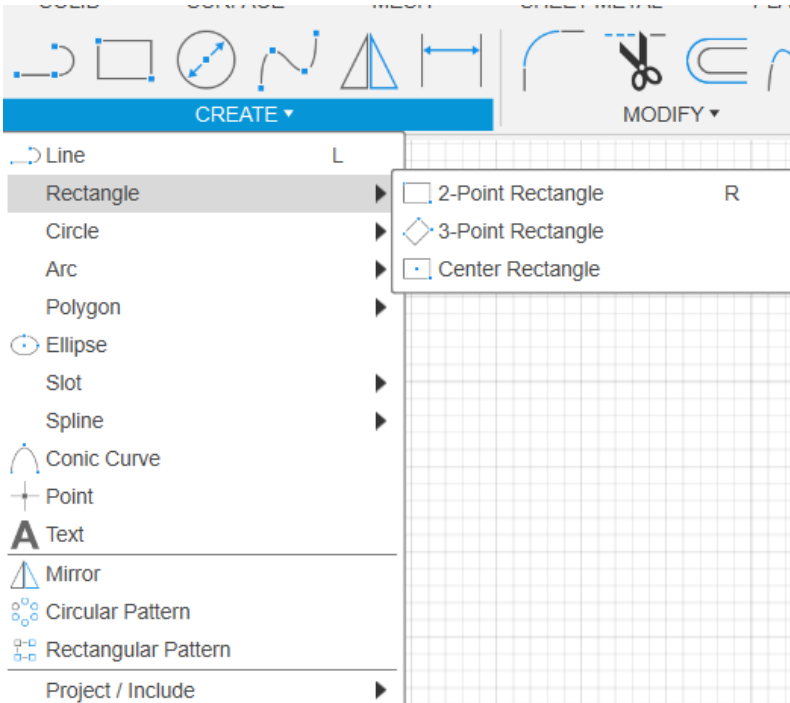 CREATE ▾
MODIFY ▾
Line L
Rectangle
2-Point Rectangle R
Circle
3-Point Rectangle
Arc
Center Rectangle
Polygon
Ellipse
Slot
Spline
Conic Curve
Point
Text
Mirror
Circular Pattern
Rectangular Pattern
Project / Include